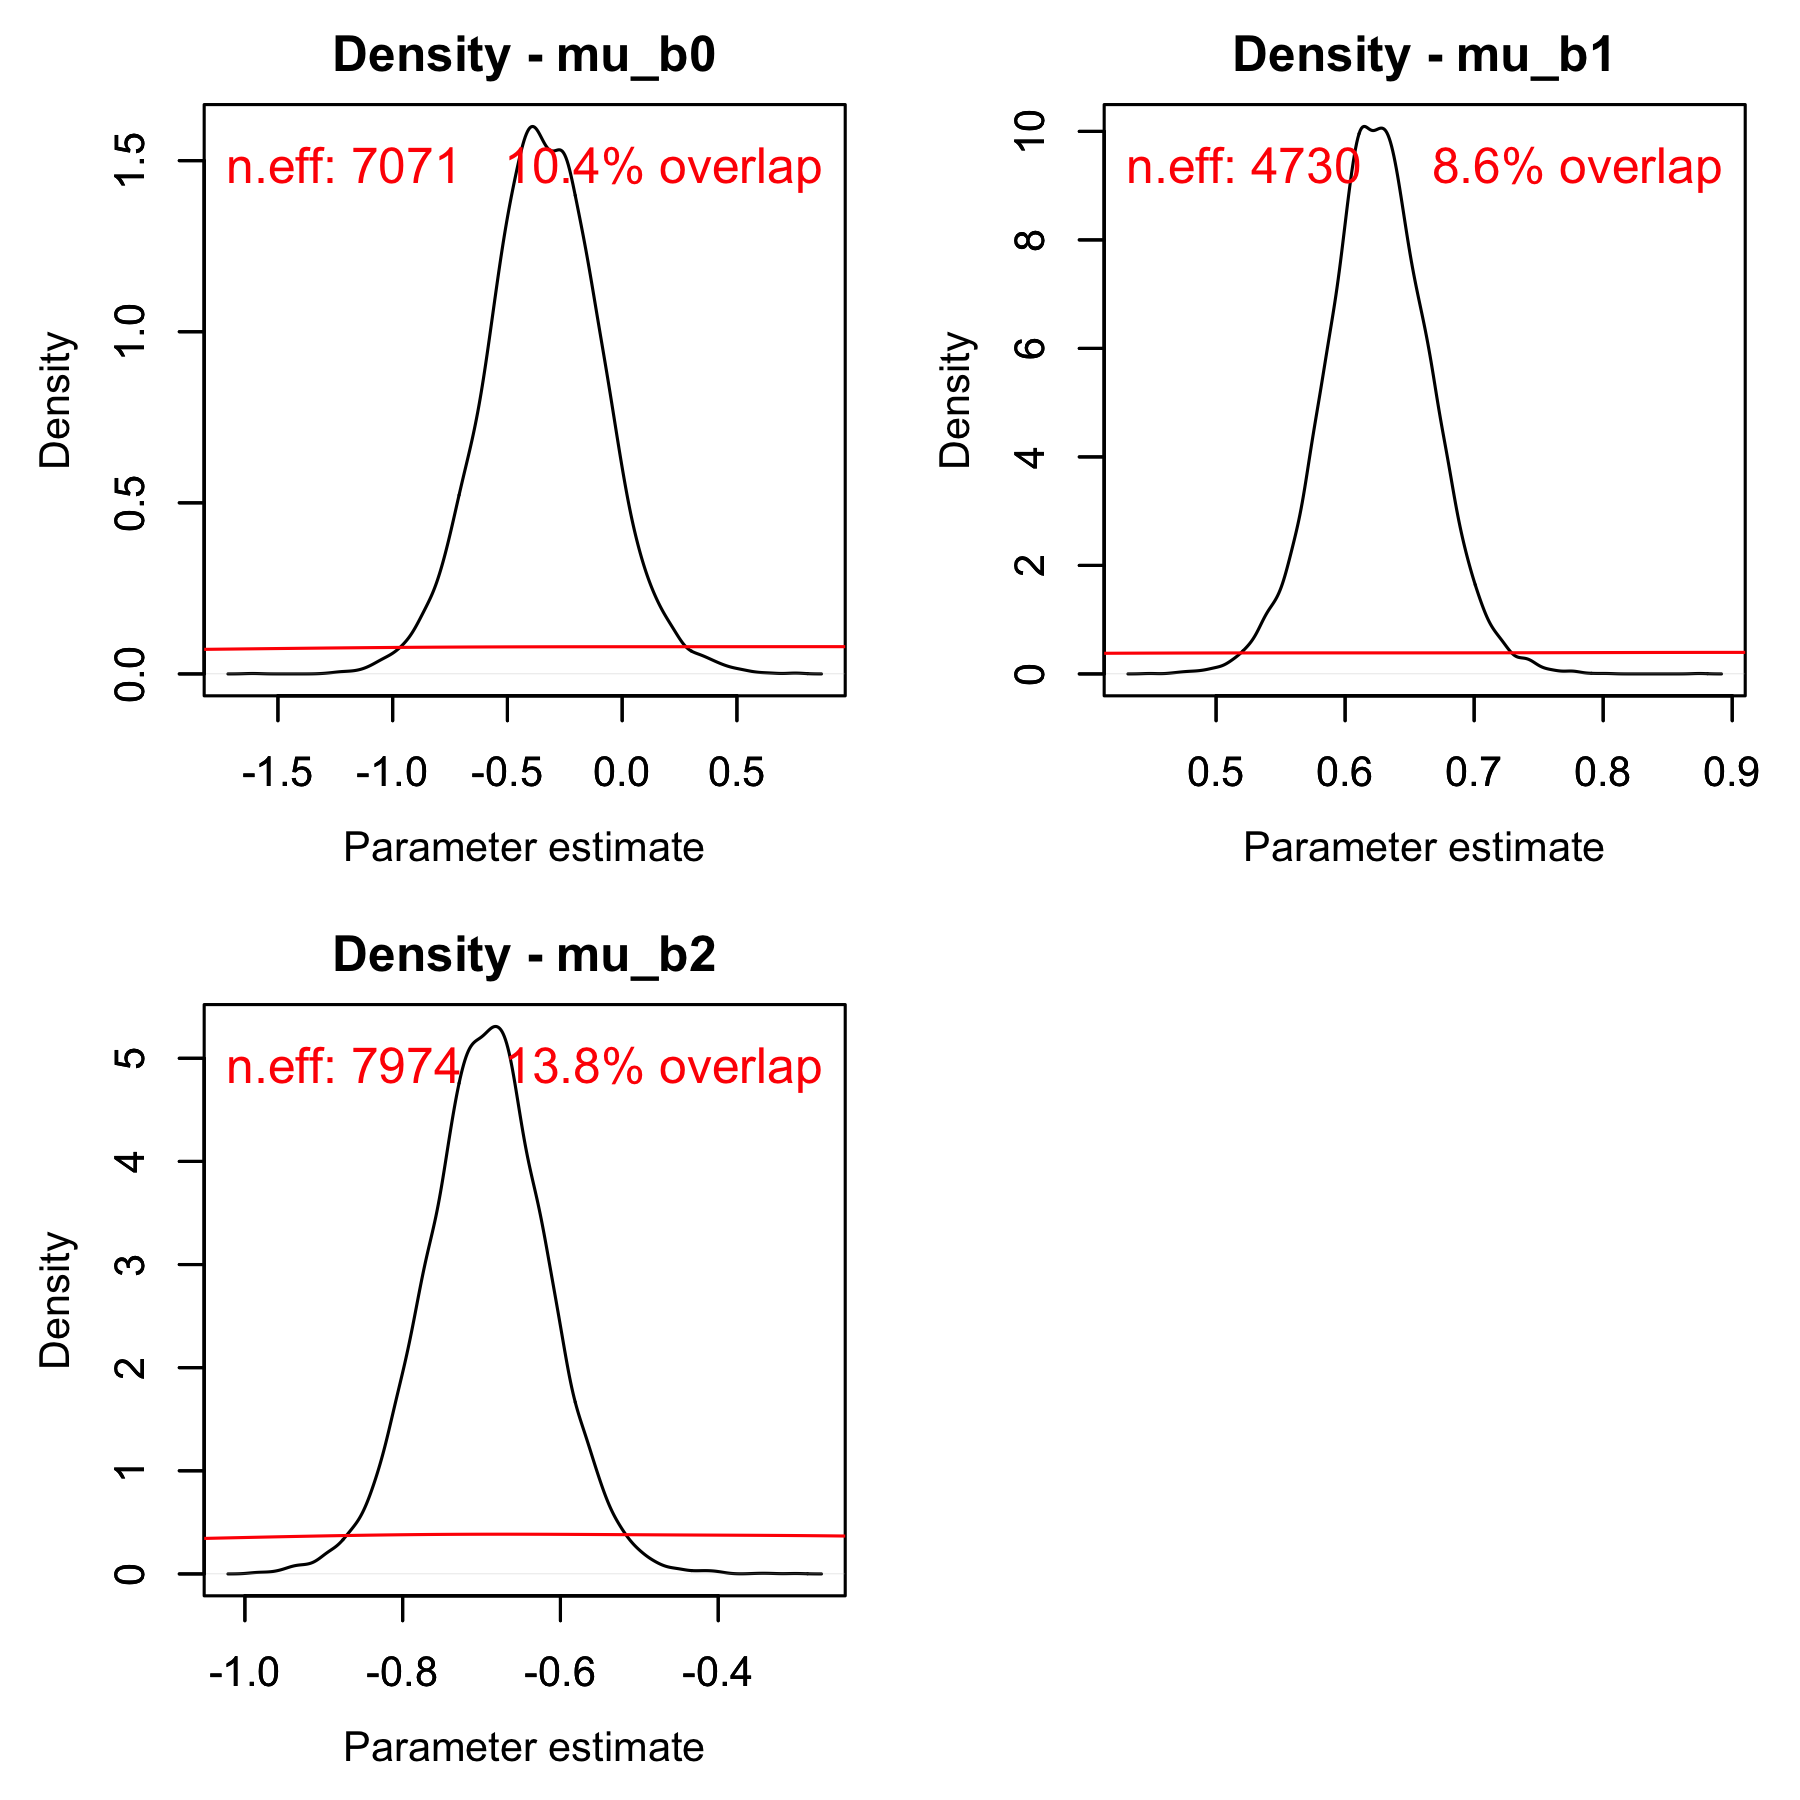 Density - mu_b0
n.eff: 7071 10.4% overlap
Density
0.0 0.5 1.0 1.5
-1.5 -1.0 -0.5 0.0 0.5
Parameter estimate
Density - mu_b1
n.eff: 4730 8.6% overlap
Density
0 2 4 6 8 10
0.5 0.6 0.7 0.8 0.9
Parameter estimate
Density - mu_b2
n.eff: 7974 13.8% overlap
Density
0 1 2 3 4 5
-1.0 -0.8 -0.6 -0.4
Parameter estimate